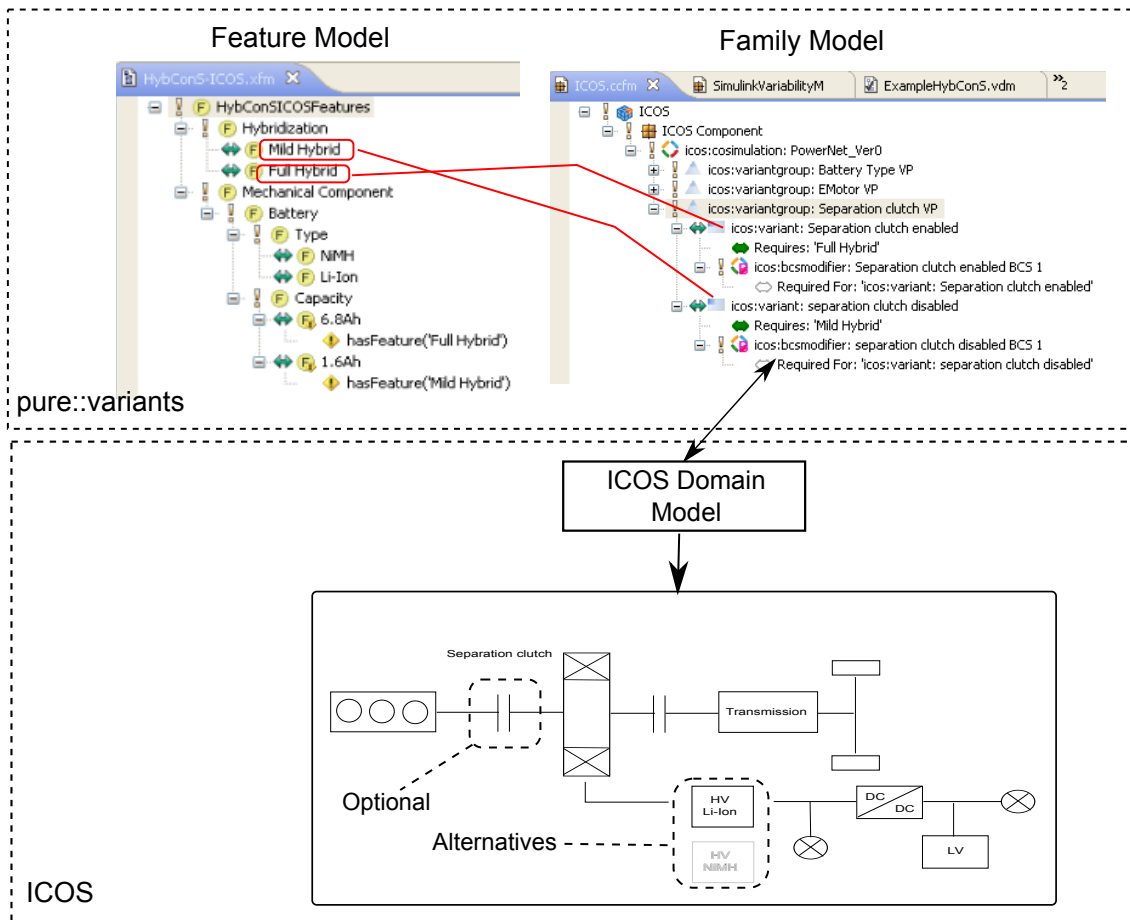 Feature Model
HybConS-ICOS.xfm
HybConSICOSFeatures
Hybridization
Mild Hybrid
Full Hybrid
Mechanical Component
Battery
Type
NiMH
Li-Ion
Capacity
6.8Ah
hasFeature('Full Hybrid')
1.6Ah
hasFeature('Mild Hybrid')
Family Model
ICOS.ccfm
SimulinkVariabilityM
ExampleHybConS.vdm
»2
ICOS
ICOS Component
icos:cosimulation: PowerNet_Ver0
icos:variantgroup: Battery Type VP
icos:variantgroup: EMotor VP
icos:variantgroup: Separation clutch VP
icos:variant: Separation clutch enabled
Requires: 'Full Hybrid'
icos:bcsmodifier: Separation clutch enabled BCS 1
Required For: 'icos:variant: Separation clutch enabled'
icos:variant: separation clutch disabled
Requires: 'Mild Hybrid'
icos:bcsmodifier: separation clutch disabled BCS 1
Required For: 'icos:variant: separation clutch disabled'
pure::variants
ICOS Domain
Model
Separation clutch
Transmission
Optional
HV
Li-Ion
DC
DC
Alternatives
HV
NiMH
LV
ICOS